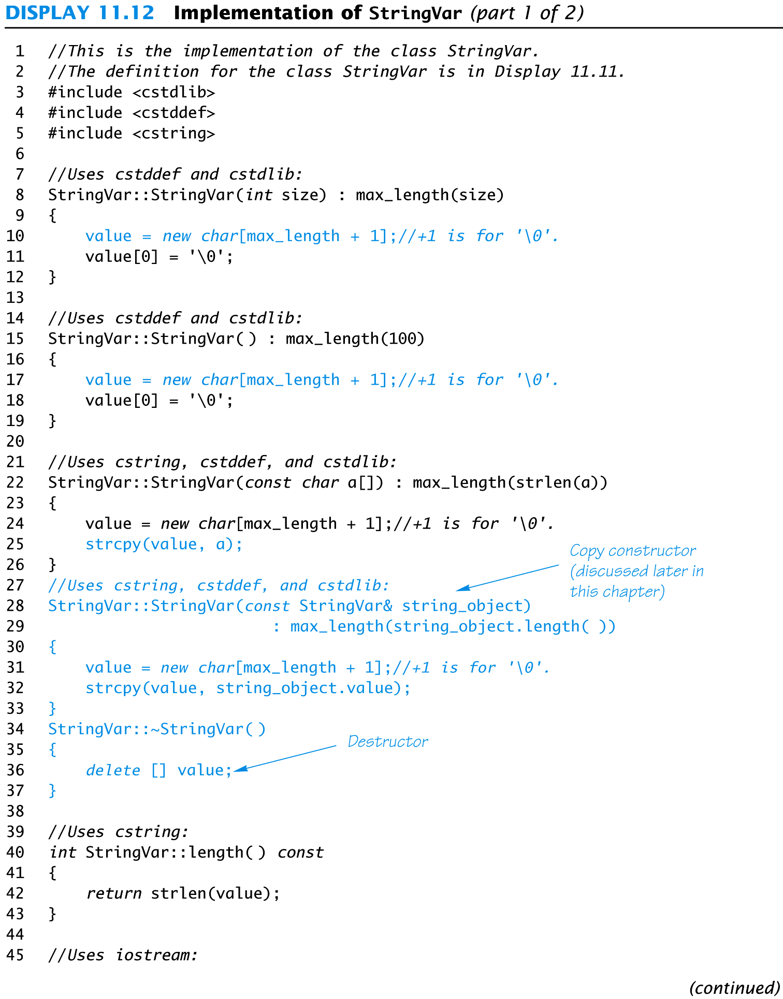 DISPLAY 11.12 Implementation of StringVar (part 1 of 2)
1 //This is the implementation of the class StringVar.
2 //The definition for the class StringVar is in Display 11.11.
3 #include <cstdlib>
4 #include <cstddef>
5 #include <cstring>
6
7 //Uses cstddef and cstdlib:
8 StringVar::StringVar(int size) : max_length(size)
9 {
10     value = new char[max_length + 1];//+1 is for '\0'.
11     value[0] = '\0';
12 }
13
14 //Uses cstddef and cstdlib:
15 StringVar::StringVar( ) : max_length(100)
16 {
17     value = new char[max_length + 1];//+1 is for '\0'.
18     value[0] = '\0';
19 }
20
21 //Uses cstring, cstddef, and cstdlib:
22 StringVar::StringVar(const char a[]) : max_length(strlen(a))
23 {
24     value = new char[max_length + 1];//+1 is for '\0'.
25     strcpy(value, a);
26 }
Copy constructor
(discussed later in
this chapter)
27 //Uses cstring, cstddef, and cstdlib:
28 StringVar::StringVar(const StringVar& string_object)
29                         : max_length(string_object.length( ))
30 {
31     value = new char[max_length + 1];//+1 is for '\0'.
32     strcpy(value, string_object.value);
33 }
34 StringVar::~StringVar( )
35 {
Destructor
36     delete [] value;
37 }
38
39 //Uses cstring:
40 int StringVar::length( ) const
41 {
42     return strlen(value);
43 }
44
45 //Uses iostream:
(continued)